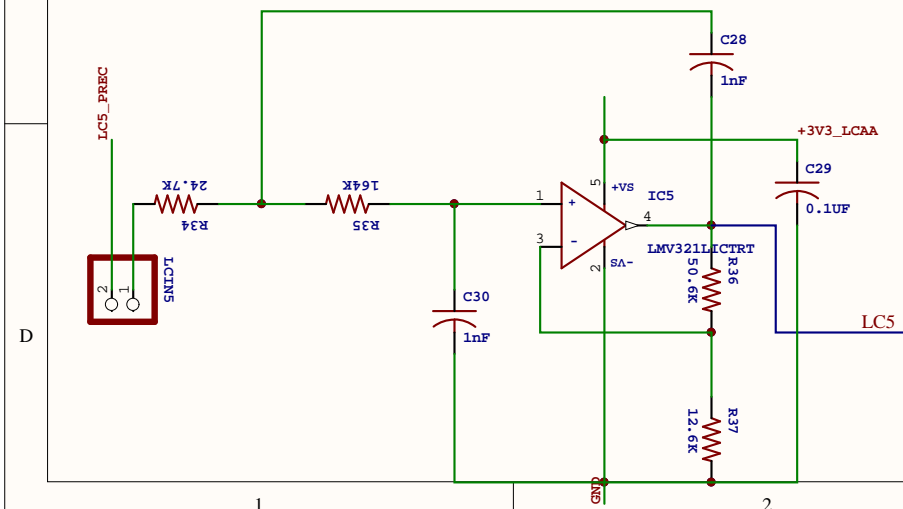 C28
1nF
LC5_PREC
+3V3_LCAA
C29
0.1UF
24.7K
R34
164K
R35
1
3
5
2
4
+VS
-VS
+
-
IC5
LMV321LICTRT
R36
50.6K
LCIN5
2
1
C30
1nF
LC5
D
R37
12.6K
GND
1
2